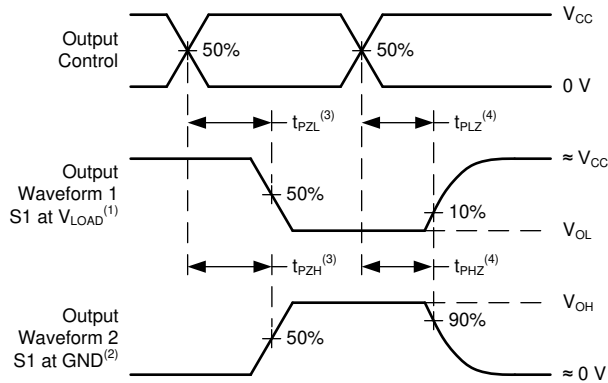 Output
Control
50%
50%
V_CC
0 V
t_PZL^(3)
t_PLZ^(4)
Output
Waveform 1
S1 at V_LOAD^(1)
50%
10%
≈ V_CC
V_OL
t_PZH^(3)
t_PHZ^(4)
Output
Waveform 2
S1 at GND^(2)
50%
90%
V_OH
≈ 0 V